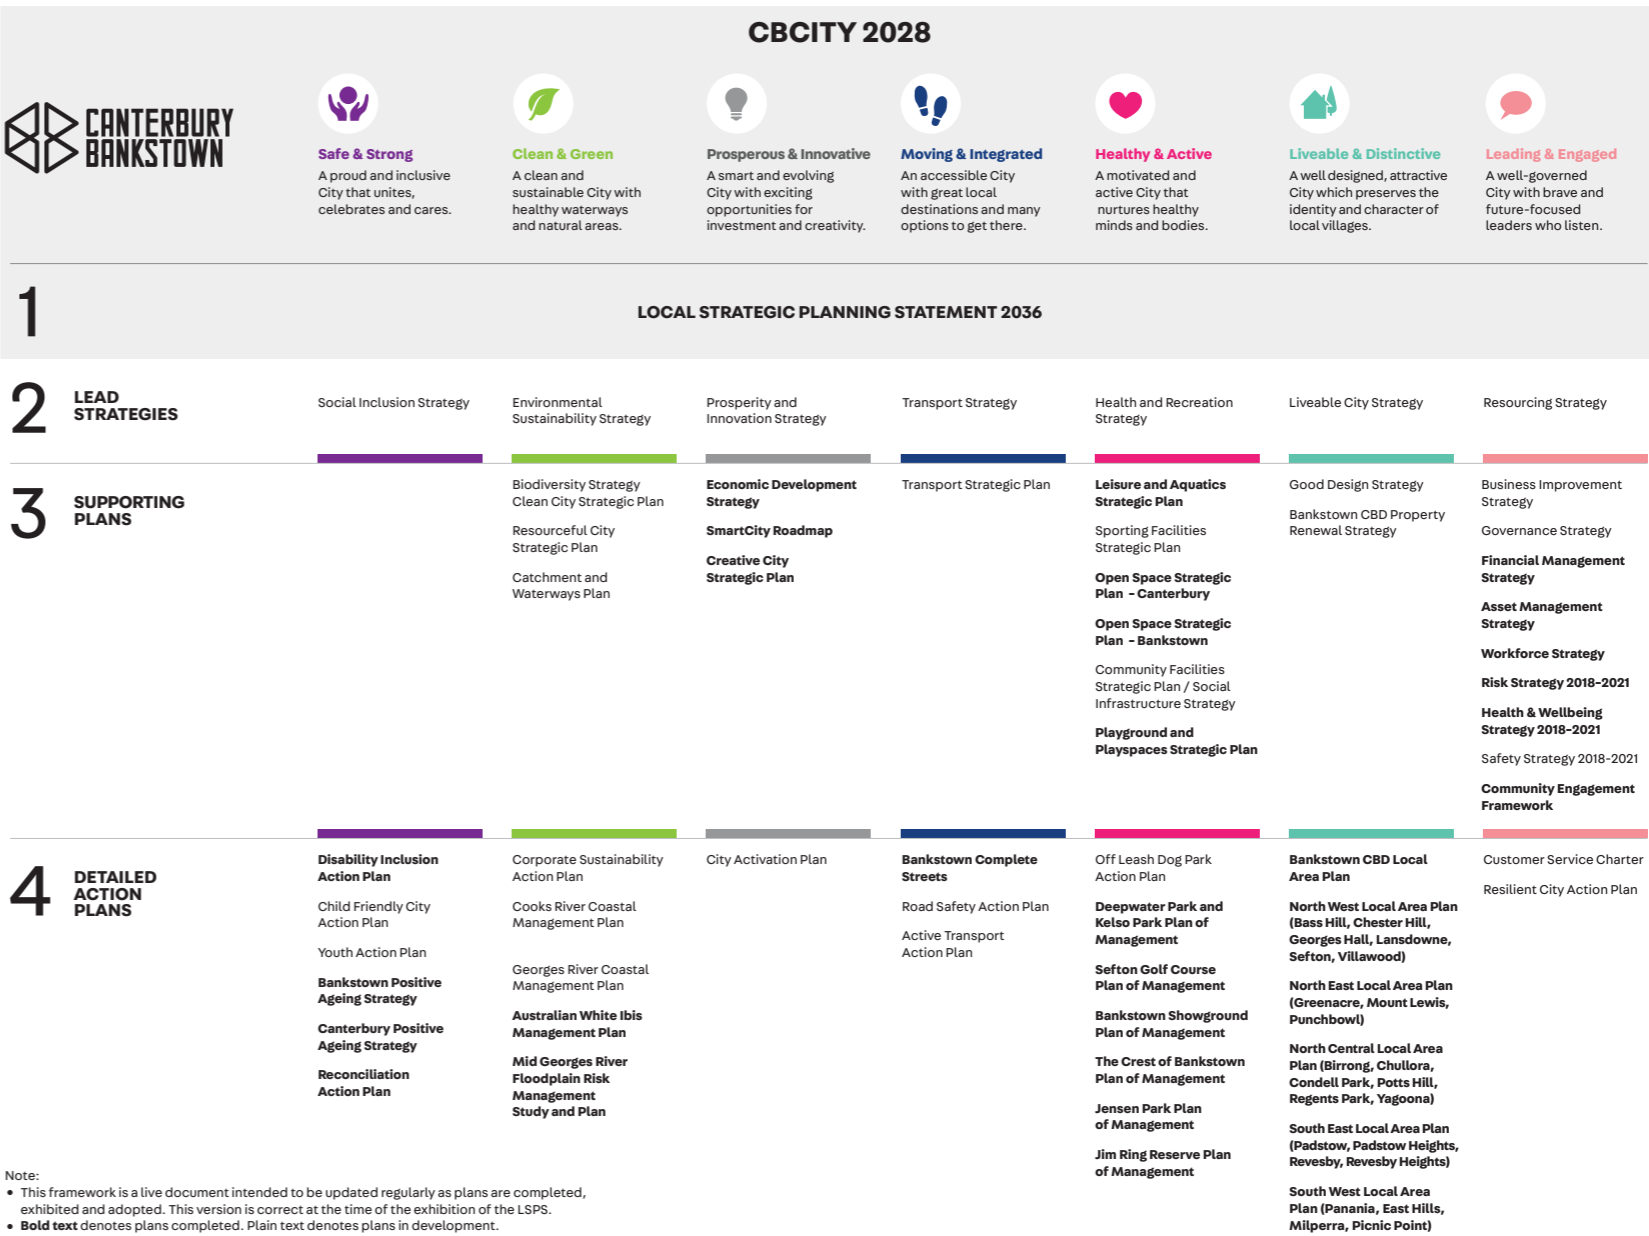 CBCITY 2028
CANTERBURY
BANKSTOWN
Safe & Strong
A proud and inclusive
City that unites,
celebrates and cares.
Clean & Green
A clean and
sustainable City with
healthy waterways
and natural areas.
Prosperous & Innovative
A smart and evolving
City with exciting
opportunities for
investment and creativity.
Moving & Integrated
An accessible City
with great local
destinations and many
options to get there.
Healthy & Active
A motivated and
active City that
nurtures healthy
minds and bodies.
Liveable & Distinctive
A well designed, attractive
City which preserves the
identity and character of
local villages.
Leading & Engaged
A well-governed
City with brave and
future-focused
leaders who listen.
1
LOCAL STRATEGIC PLANNING STATEMENT 2036
2
LEAD
STRATEGIES
Social Inclusion Strategy
Environmental
Sustainability Strategy
Prosperity and
Innovation Strategy
Transport Strategy
Health and Recreation
Strategy
Liveable City Strategy
Resourcing Strategy
3
SUPPORTING
PLANS
Biodiversity Strategy
Clean City Strategic Plan
Resourceful City
Strategic Plan
Catchment and
Waterways Plan
Economic Development
Strategy
SmartCity Roadmap
Creative City
Strategic Plan
Transport Strategic Plan
Leisure and Aquatics
Strategic Plan
Sporting Facilities
Strategic Plan
Open Space Strategic
Plan - Canterbury
Open Space Strategic
Plan - Bankstown
Community Facilities
Strategic Plan / Social
Infrastructure Strategy
Playground and
Playspaces Strategic Plan
Good Design Strategy
Bankstown CBD Property
Renewal Strategy
Business Improvement
Strategy
Governance Strategy
Financial Management
Strategy
Asset Management
Strategy
Workforce Strategy
Risk Strategy 2018-2021
Health & Wellbeing
Strategy 2018-2021
Safety Strategy 2018-2021
Community Engagement
Framework
4
DETAILED
ACTION
PLANS
Disability Inclusion
Action Plan
Child Friendly City
Action Plan
Youth Action Plan
Bankstown Positive
Ageing Strategy
Canterbury Positive
Ageing Strategy
Reconciliation
Action Plan
Corporate Sustainability
Action Plan
Cooks River Coastal
Management Plan
Georges River Coastal
Management Plan
Australian White Ibis
Management Plan
Mid Georges River
Floodplain Risk
Management
Study and Plan
City Activation Plan
Bankstown Complete
Streets
Road Safety Action Plan
Active Transport
Action Plan
Off Leash Dog Park
Action Plan
Deepwater Park and
Kelso Park Plan of
Management
Sefton Golf Course
Plan of Management
Bankstown Showground
Plan of Management
The Crest of Bankstown
Plan of Management
Jensen Park Plan
of Management
Jim Ring Reserve Plan
of Management
Bankstown CBD Local
Area Plan
North West Local Area Plan
(Bass Hill, Chester Hill,
Georges Hall, Lansdowne,
Sefton, Villawood)
North East Local Area Plan
(Greenacre, Mount Lewis,
Punchbowl)
North Central Local Area
Plan (Birrong, Chullora,
Condell Park, Potts Hill,
Regents Park, Yagoona)
South East Local Area Plan
(Padstow, Padstow Heights,
Revesby, Revesby Heights)
South West Local Area
Plan (Panania, East Hills,
Milperra, Picnic Point)
Customer Service Charter
Resilient City Action Plan
Note:
• This framework is a live document intended to be updated regularly as plans are completed,
exhibited and adopted. This version is correct at the time of the exhibition of the LSPS.
• Bold text denotes plans completed. Plain text denotes plans in development.